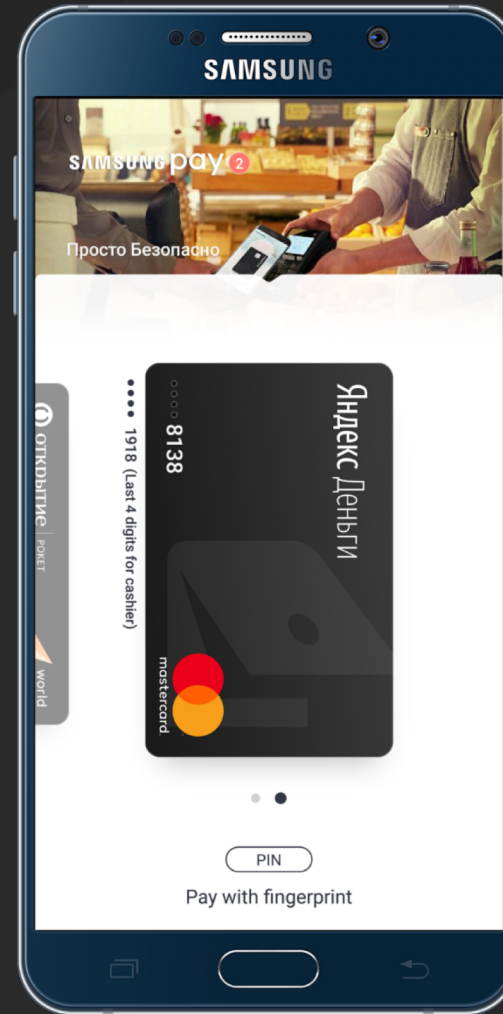 SAMSUNG
SAMSUNG pay 2
Просто Безопасно
открытие | РОКЕТ
world
•••• 1918 (Last 4 digits for cashier)
•••• 8138
mastercard.
Яндекс Деньги
PIN
Pay with fingerprint